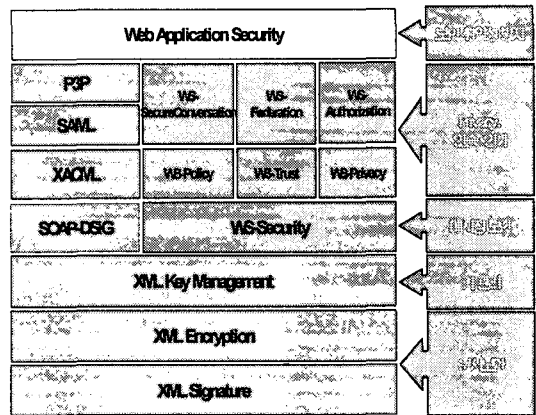 Web Application Security
P3P
SAML
WS-
SecureConversation
WS-
Federation
WS-
Authorization
XACML
WS-Policy
WS-Trust
WS-Privacy
SOAP-DSIG
WS-Security
XML Key Management
XML Encryption
XML Signature